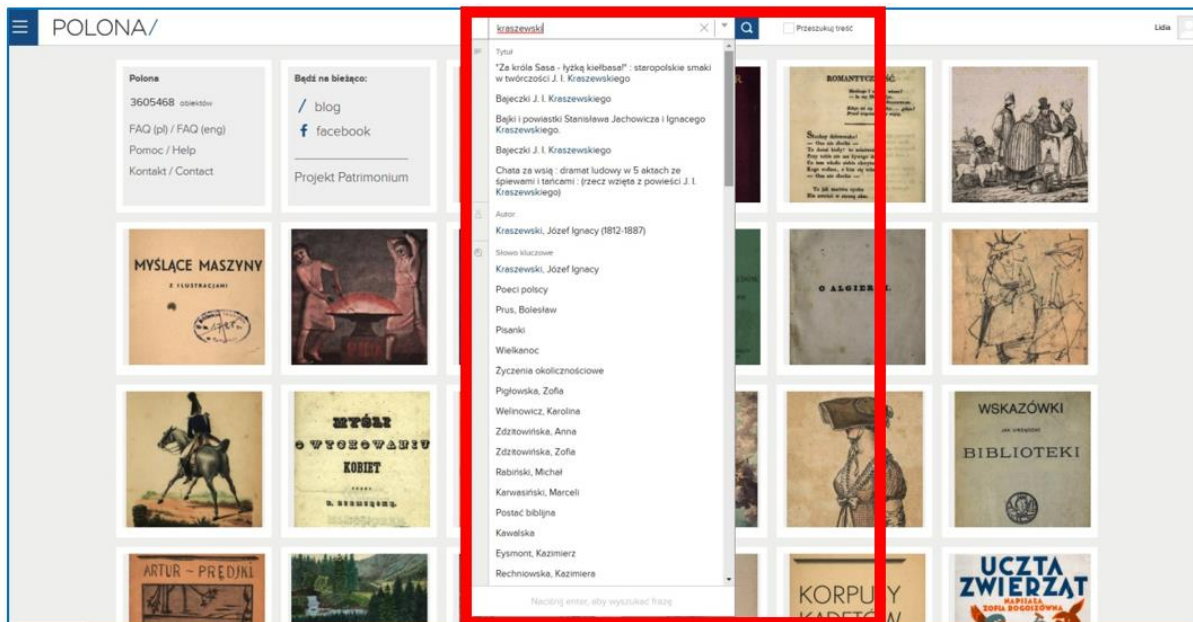 POLONA/
kraszewski
Przeszukuj treść
Lidia
Polona
3605468 obiektów
FAQ (pl) / FAQ (eng)
Pomoc / Help
Kontakt / Contact
Bądź na bieżąco:
/ blog
f facebook
Projekt Patrimonium
Tytuł
"Za króla Sasa - łyżką kiełbasa!" : staropolskie smaki
w twórczości J. I. Kraszewskiego
Bajeczki J. I. Kraszewskiego
Bajki i powiastki Stanisława Jachowicza i Ignacego
Kraszewskiego.
Bajeczki J. I. Kraszewskiego
Chata za wsią : dramat ludowy w 5 aktach ze
śpiewami i tańcami : (rzecz wzięta z powieści J. I.
Kraszewskiego)
Autor
Kraszewski, Józef Ignacy (1812-1887)
Słowo kluczowe
Kraszewski, Józef Ignacy
Poeci polscy
Prus, Bolesław
Pisanki
Wielkanoc
Życzenia okolicznościowe
Pigłowska, Zofia
Welinowicz, Karolina
Zdzitowińska, Anna
Zdzitowińska, Zofia
Rabiński, Michał
Karwasiński, Marceli
Postać biblijna
Kawalska
Eysmont, Kazimierz
Rechniowska, Kazimiera
Naciśnij enter, aby wyszukać frazę
MYŚLĄCE MASZYNY
Z ILUSTRACJAMI
O ALGIERI
MYŚLI
O WYCHOWANIU
KOBIET
WSKAZÓWKI
JAK URZĄDZAĆ
BIBLIOTEKI
ARTUR - PRĘDSKI
KORPU Y
KADETÓW
UCZTA
ZWIERZĄT
NAPISAŁA
ZOFIA ROGOSZÓWNA